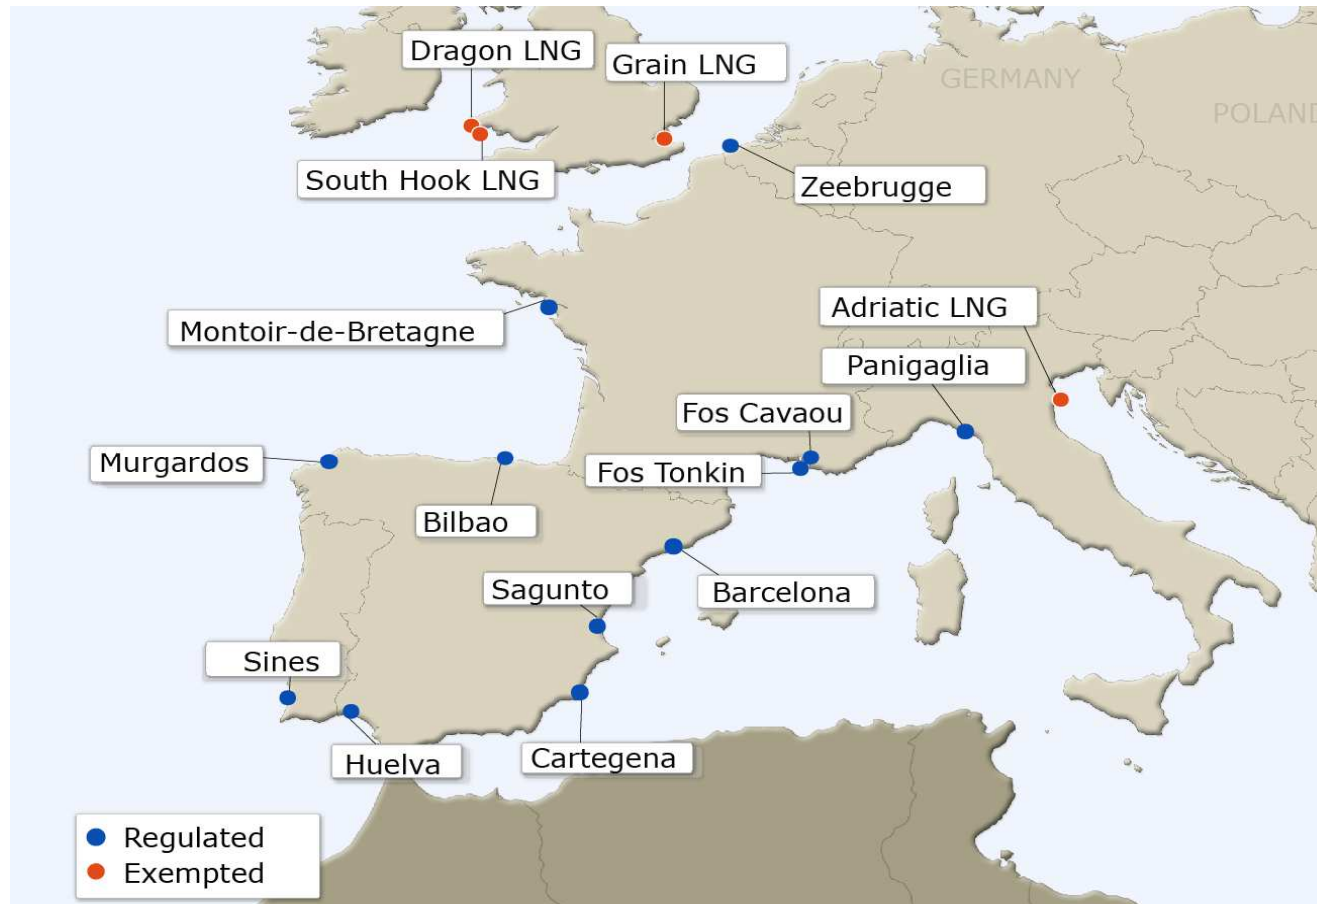 Dragon LNG
Grain LNG
GERMANY
POLAND
South Hook LNG
Zeebrugge
Adriatic LNG
Montoir-de-Bretagne
Panigaglia
Fos Cavaou
Murgardos
Fos Tonkin
Bilbao
Sagunto
Barcelona
Sines
Huelva
Cartegena
Regulated
Exempted